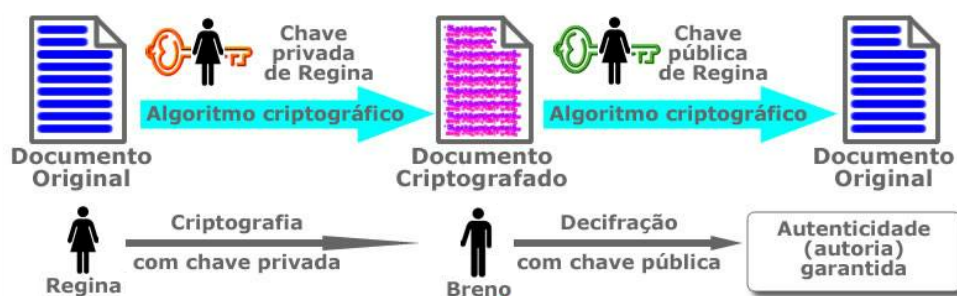 Chave
privada
de Regina
Chave
pública
de Regina
Algoritmo criptográfico
Algoritmo criptográfico
Documento
Original
Documento
Criptografado
Documento
Original
Criptografia
com chave privada
Decifração
com chave pública
Autenticidade
(autoria)
garantida
Regina
Breno